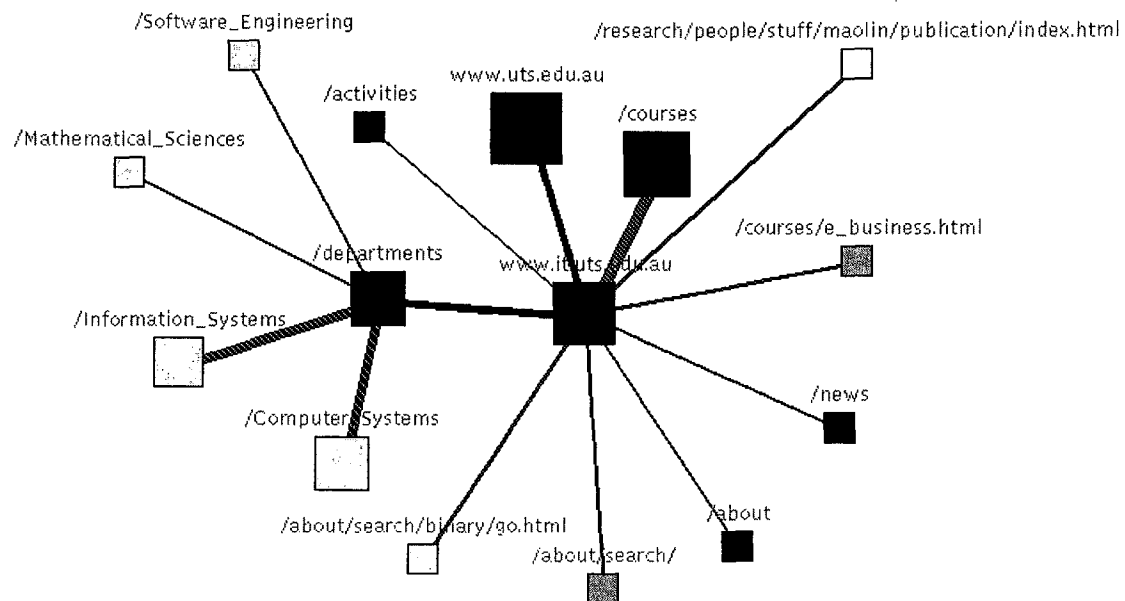 /Software_Engineering
/research/people/stuff/maolin/publication/index.html
www.uts.edu.au
/activities
/courses
/Mathematical_Sciences
/courses/e_business.html
/departments
www.it.uts.edu.au
/Information_Systems
/news
/Computer_Systems
/about
/about/search/binary/go.html
/about/search/